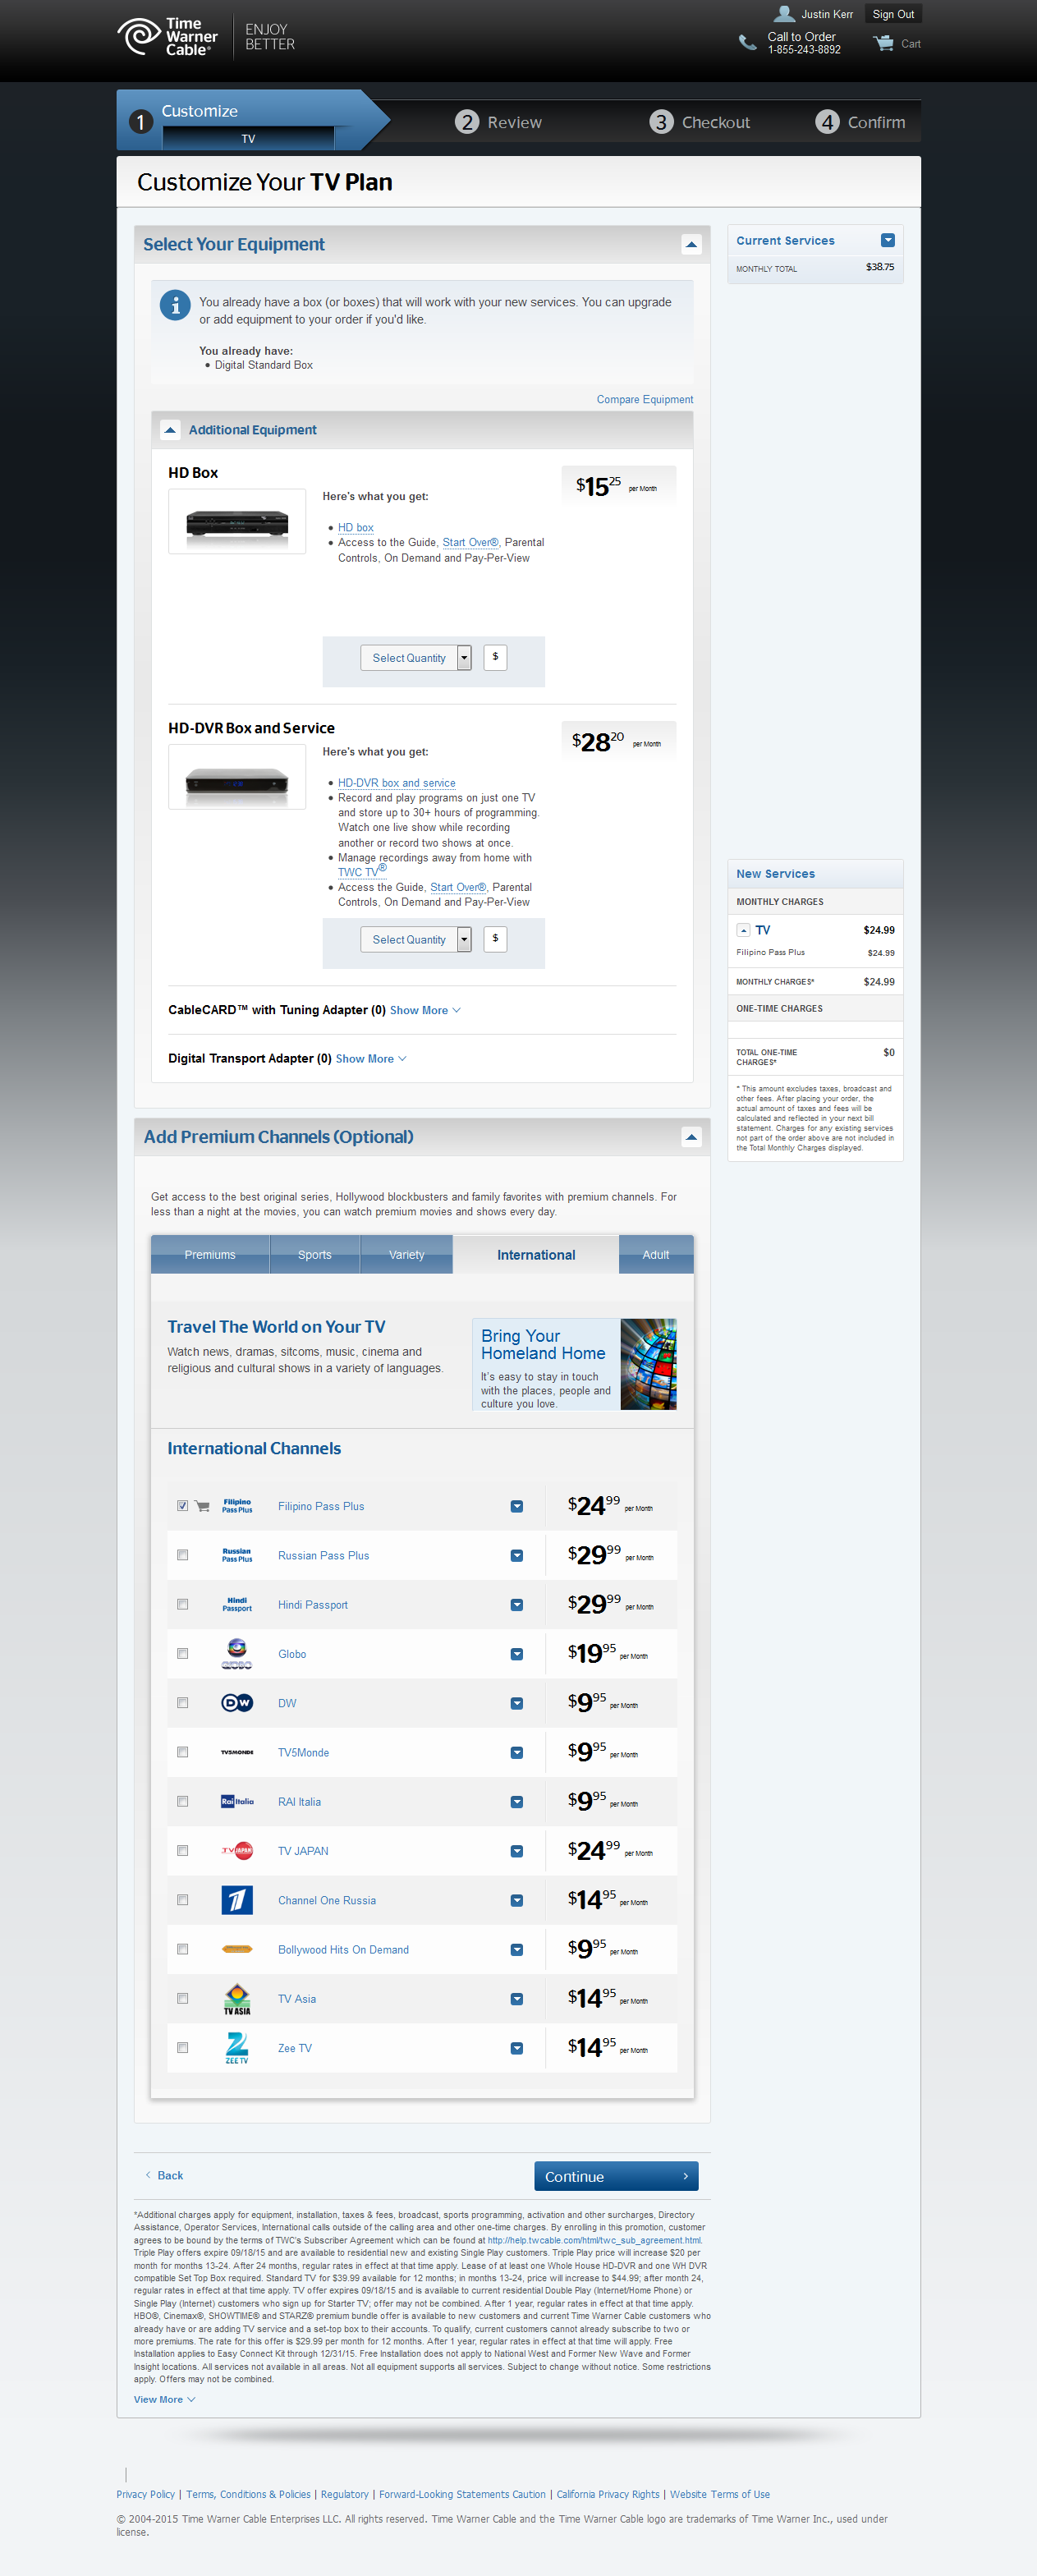 Time
Warner
Cable®
ENJOY
BETTER
Justin Kerr
Sign Out
Call to Order
1-855-243-8892
Cart
1 Customize
TV
2 Review
3 Checkout
4 Confirm
Customize Your TV Plan
Select Your Equipment
You already have a box (or boxes) that will work with your new services. You can upgrade
or add equipment to your order if you'd like.
You already have:
• Digital Standard Box
Compare Equipment
Additional Equipment
HD Box
Here's what you get:
• HD box
• Access to the Guide, Start Over®, Parental
Controls, On Demand and Pay-Per-View
$15 25 per Month
Select Quantity
$
HD-DVR Box and Service
Here's what you get:
• HD-DVR box and service
• Record and play programs on just one TV
and store up to 30+ hours of programming.
Watch one live show while recording
another or record two shows at once.
• Manage recordings away from home with
TWC TV®
• Access the Guide, Start Over®, Parental
Controls, On Demand and Pay-Per-View
$28 20 per Month
Select Quantity
$
CableCARD™ with Tuning Adapter (0) Show More
Digital Transport Adapter (0) Show More
Current Services
MONTHLY TOTAL $38.75
New Services
MONTHLY CHARGES
TV $24.99
Filipino Pass Plus $24.99
MONTHLY CHARGES* $24.99
ONE-TIME CHARGES
TOTAL ONE-TIME
CHARGES*
$0
* This amount excludes taxes, broadcast and
other fees. After placing your order, the
actual amount of taxes and fees will be
calculated and reflected in your next bill
statement. Charges for any existing services
not part of the order above are not included in
the Total Monthly Charges displayed.
Add Premium Channels (Optional)
Get access to the best original series, Hollywood blockbusters and family favorites with premium channels. For
less than a night at the movies, you can watch premium movies and shows every day.
Premiums
Sports
Variety
International
Adult
Travel The World on Your TV
Watch news, dramas, sitcoms, music, cinema and
religious and cultural shows in a variety of languages.
Bring Your
Homeland Home
It's easy to stay in touch
with the places, people and
culture you love.
International Channels
Filipino
Pass Plus
Filipino Pass Plus
$24 99 per Month
Russian
Pass Plus
Russian Pass Plus
$29 99 per Month
Hindi
Passport
Hindi Passport
$29 99 per Month
Globo
$19 95 per Month
DW
DW
$9 95 per Month
TV5MONDE
TV5Monde
$9 95 per Month
Rai Italia
RAI Italia
$9 95 per Month
TV JAPAN
TV JAPAN
$24 99 per Month
1
Channel One Russia
$14 95 per Month
Bollywood Hits On Demand
$9 95 per Month
TV ASIA
TV Asia
$14 95 per Month
ZEE TV
Zee TV
$14 95 per Month
Back
Continue
*Additional charges apply for equipment, installation, taxes & fees, broadcast, sports programming, activation and other surcharges, Directory
Assistance, Operator Services, International calls outside of the calling area and other one-time charges. By enrolling in this promotion, customer
agrees to be bound by the terms of TWC's Subscriber Agreement which can be found at http://help.twcable.com/html/twc_sub_agreement.html.
Triple Play offers expire 09/18/15 and are available to residential new and existing Single Play customers. Triple Play price will increase $20 per
month for months 13-24. After 24 months, regular rates in effect at that time apply. Lease of at least one Whole House HD-DVR and one WH DVR
compatible Set Top Box required. Standard TV for $39.99 available for 12 months; in months 13-24, price will increase to $44.99; after month 24,
regular rates in effect at that time apply. TV offer expires 09/18/15 and is available to current residential Double Play (Internet/Home Phone) or
Single Play (Internet) customers who sign up for Starter TV; offer may not be combined. After 1 year, regular rates in effect at that time apply.
HBO®, Cinemax®, SHOWTIME® and STARZ® premium bundle offer is available to new customers and current Time Warner Cable customers who
already have or are adding TV service and a set-top box to their accounts. To qualify, current customers cannot already subscribe to two or
more premiums. The rate for this offer is $29.99 per month for 12 months. After 1 year, regular rates in effect at that time will apply. Free
Installation applies to Easy Connect Kit through 12/31/15. Free Installation does not apply to National West and Former New Wave and Former
Insight locations. All services not available in all areas. Not all equipment supports all services. Subject to change without notice. Some restrictions
apply. Offers may not be combined.
View More
Privacy Policy | Terms, Conditions & Policies | Regulatory | Forward-Looking Statements Caution | California Privacy Rights | Website Terms of Use
© 2004-2015 Time Warner Cable Enterprises LLC. All rights reserved. Time Warner Cable and the Time Warner Cable logo are trademarks of Time Warner Inc., used under
license.